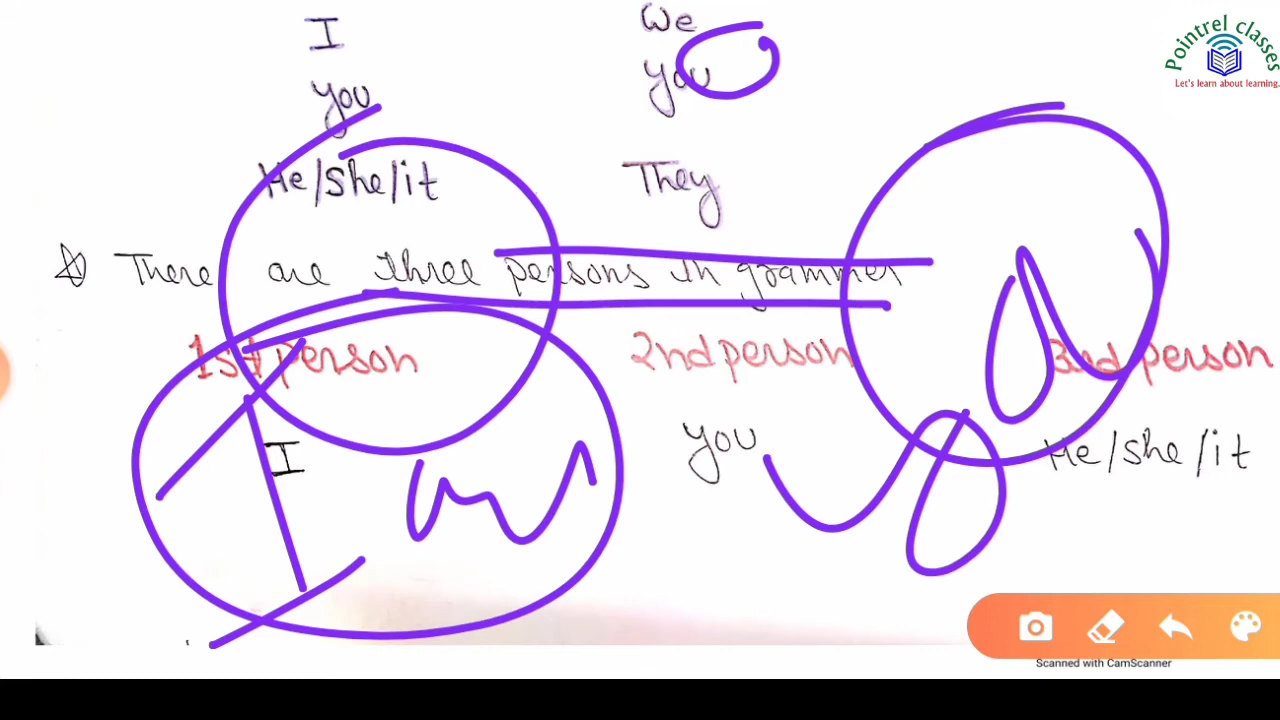 I We
you you
He/She/it They
There are three persons in grammer
1st person 2nd person 3rd person
I you He/she/it
Pointrel classes
Let's learn about learning.
Scanned with CamScanner